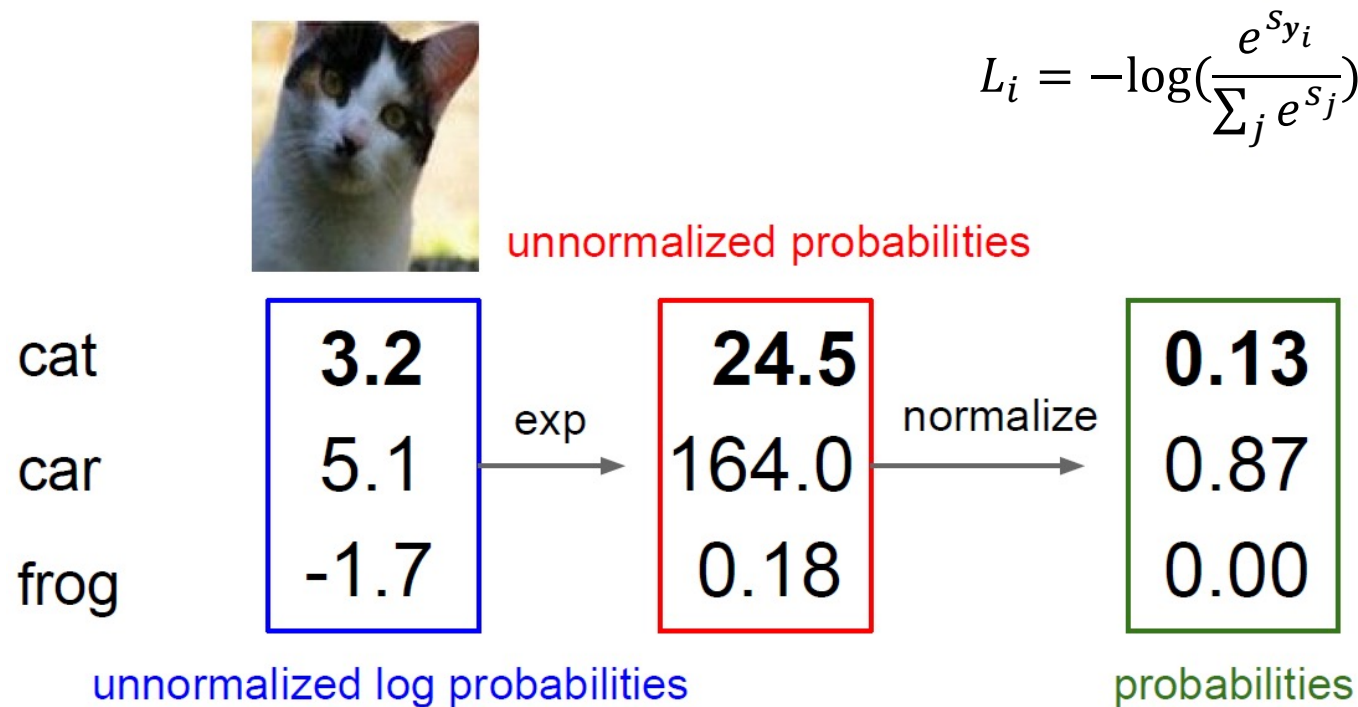 L_i = −log(e^{s_{y_i}} / ∑_j e^{s_j})
unnormalized probabilities
cat 3.2 24.5 0.13
exp normalize
car 5.1 164.0 0.87
frog -1.7 0.18 0.00
unnormalized log probabilities probabilities